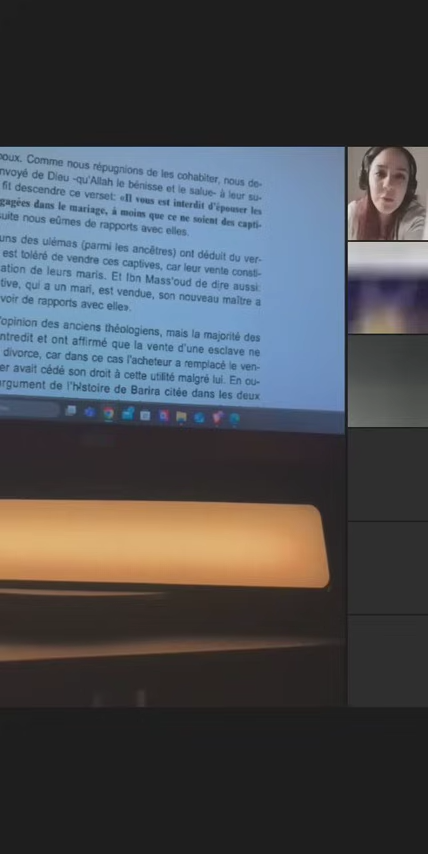 poux. Comme nous répugnions de les cohabiter, nous de-
nvoyé de Dieu -qu'Allah le bénisse et le salue- à leur su-
fit descendre ce verset: «Il vous est interdit d'épouser les
gagées dans le mariage, à moins que ce ne soient des capti-
suite nous eûmes de rapports avec elles.
uns des ulémas (parmi les ancêtres) ont déduit du ver-
est toléré de vendre ces captives, car leur vente consti-
ation de leurs maris. Et Ibn Mass'oud de dire aussi:
tive, qui a un mari, est vendue, son nouveau maître a
voir de rapports avec elle».
'opinion des anciens théologiens, mais la majorité des
ntredit et ont affirmé que la vente d'une esclave ne
divorce, car dans ce cas l'acheteur a remplacé le ven-
er avait cédé son droit à cette utilité malgré lui. En ou-
argument de l'histoire de Barira citée dans les deux